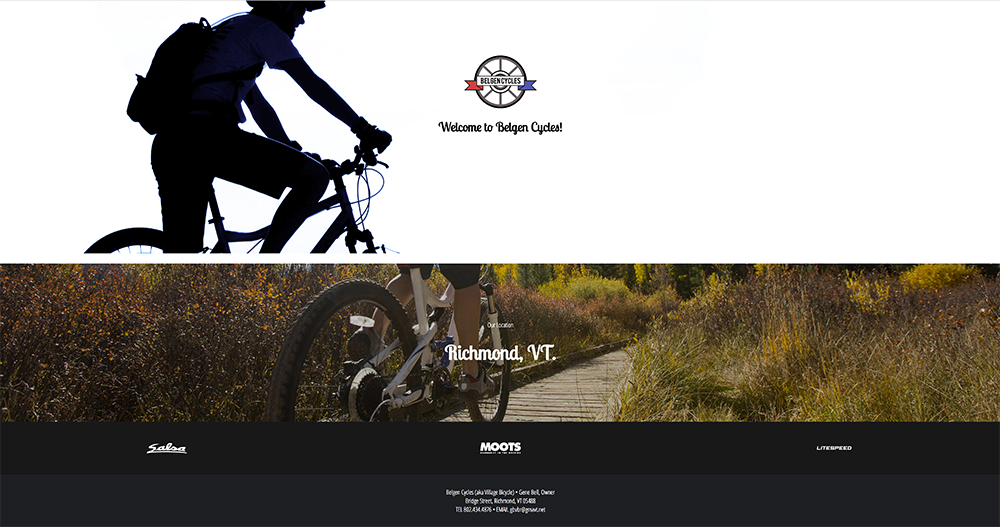 BELGEN CYCLES
Welcome to Belgen Cycles!
Our Location
Richmond, VT.
Salsa
MOOTS
LITESPEED
Belgen Cycles (aka Village Bicycle) • Gene Bell, Owner
Bridge Street, Richmond, VT 05488
TEL 802.434.4876 • EMAIL gbvbr@gmavt.net